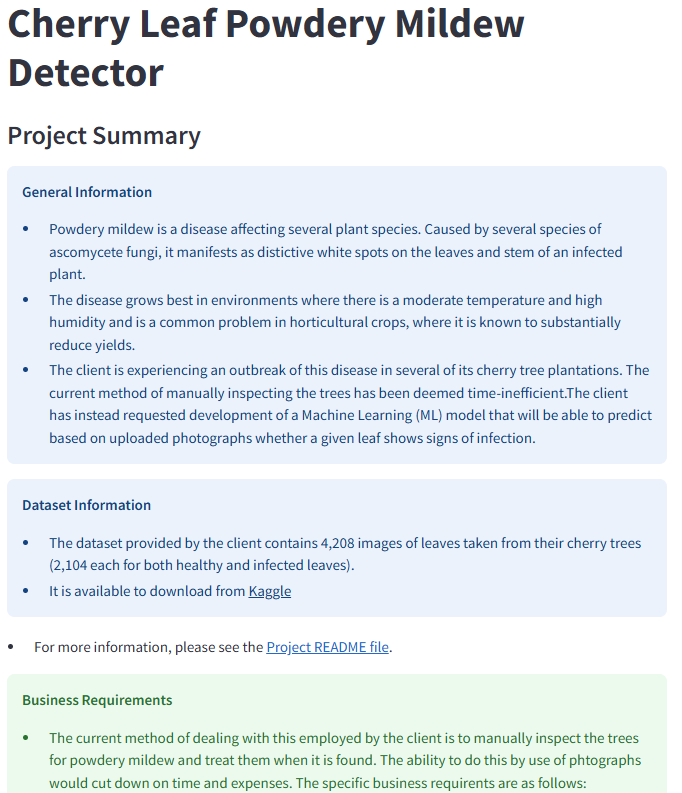 Cherry Leaf Powdery Mildew
Detector
Project Summary
General Information
• Powdery mildew is a disease affecting several plant species. Caused by several species of
ascomycete fungi, it manifests as distictive white spots on the leaves and stem of an infected
plant.
• The disease grows best in environments where there is a moderate temperature and high
humidity and is a common problem in horticultural crops, where it is known to substantially
reduce yields.
• The client is experiencing an outbreak of this disease in several of its cherry tree plantations. The
current method of manually inspecting the trees has been deemed time-inefficient.The client
has instead requested development of a Machine Learning (ML) model that will be able to predict
based on uploaded photographs whether a given leaf shows signs of infection.
Dataset Information
• The dataset provided by the client contains 4,208 images of leaves taken from their cherry trees
(2,104 each for both healthy and infected leaves).
• It is available to download from Kaggle
• For more information, please see the Project README file.
Business Requirements
• The current method of dealing with this employed by the client is to manually inspect the trees
for powdery mildew and treat them when it is found. The ability to do this by use of phtographs
would cut down on time and expenses. The specific business requirents are as follows: